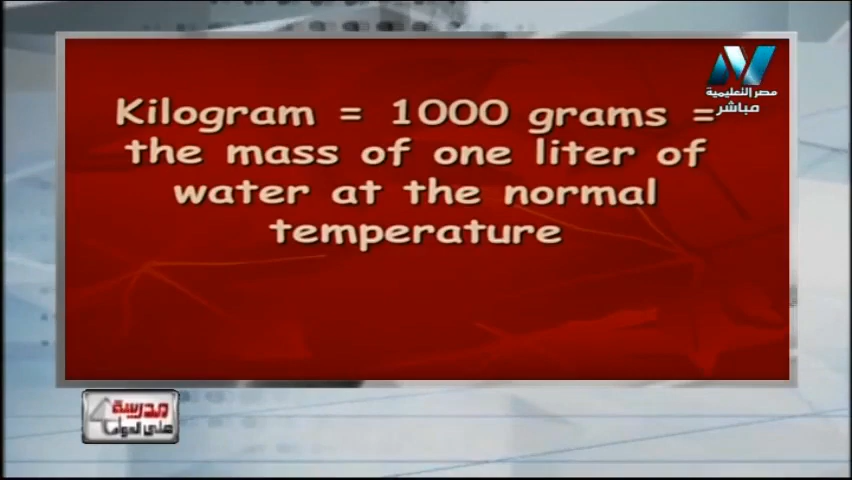 Kilogram = 1000 grams =
the mass of one liter of
water at the normal
temperature
مصر التعليمية
مباشر
مدرسة
على الهواء